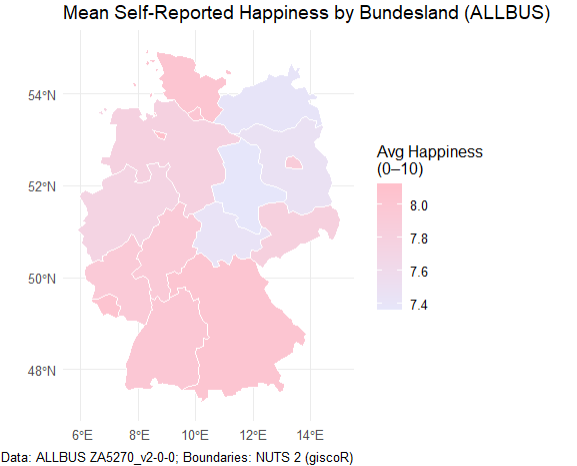 Mean Self-Reported Happiness by Bundesland (ALLBUS)
54°N
52°N
50°N
48°N
6°E 8°E 10°E 12°E 14°E
Avg Happiness
(0–10)
8.0
7.8
7.6
7.4
Data: ALLBUS ZA5270_v2-0-0; Boundaries: NUTS 2 (giscoR)